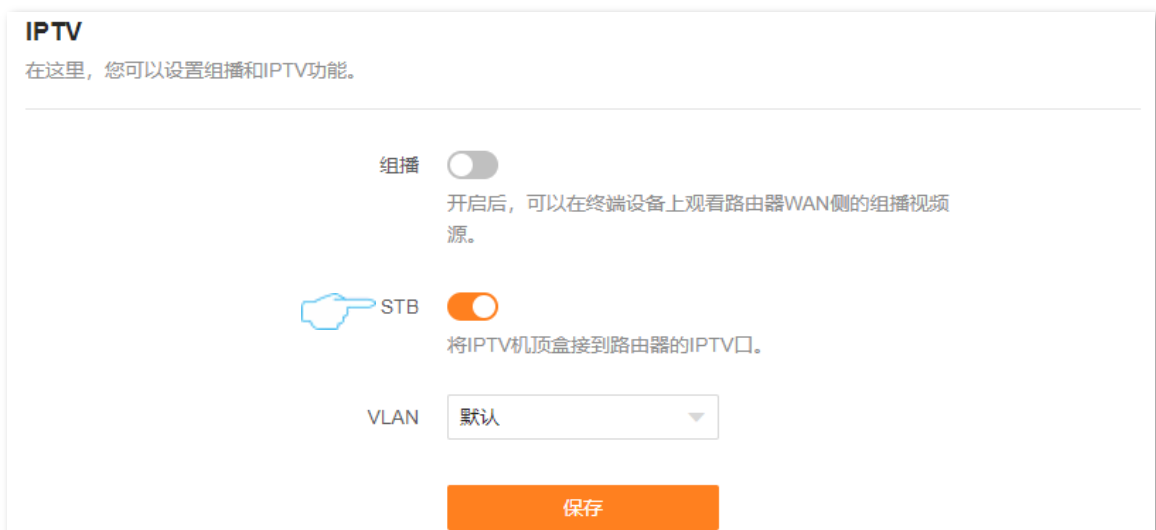 IPTV
在这里，您可以设置组播和IPTV功能。
组播
开启后，可以在终端设备上观看路由器WAN侧的组播视频
源。
STB
将IPTV机顶盒接到路由器的IPTV口。
VLAN
默认
保存